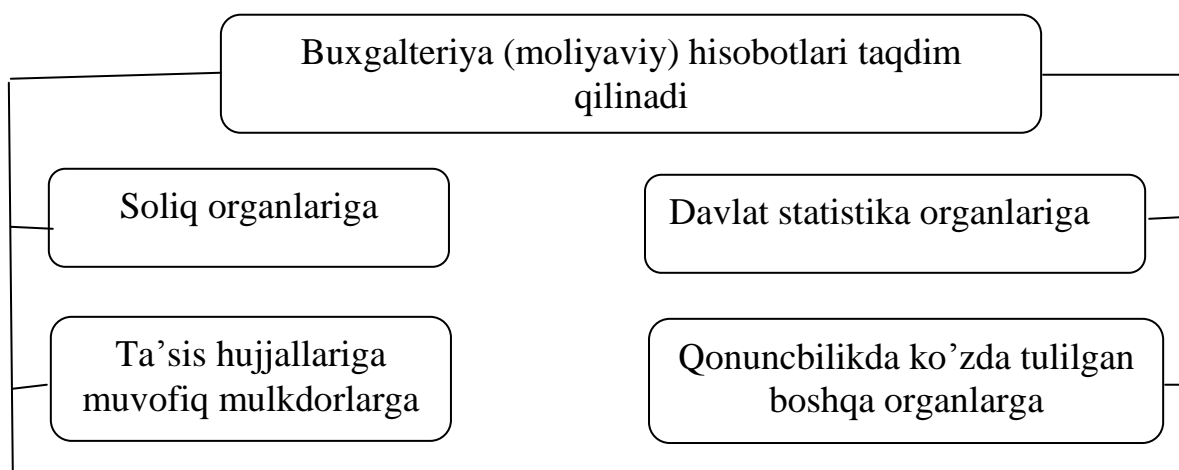 Buxgalteriya (moliyaviy) hisobotlari taqdim
qilinadi
Soliq organlariga
Davlat statistika organlariga
Ta’sis hujjallariga
muvofiq mulkdorlarga
Qonuncbilikda ko’zda tulilgan
boshqa organlarga